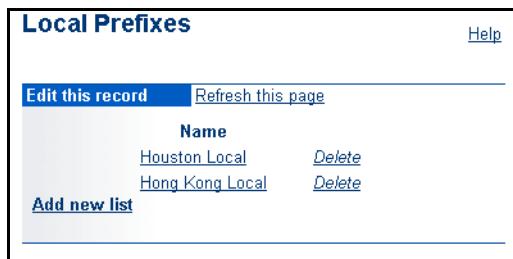 Local Prefixes
Help
Edit this record Refresh this page
Name
Houston Local Delete
Hong Kong Local Delete
Add new list